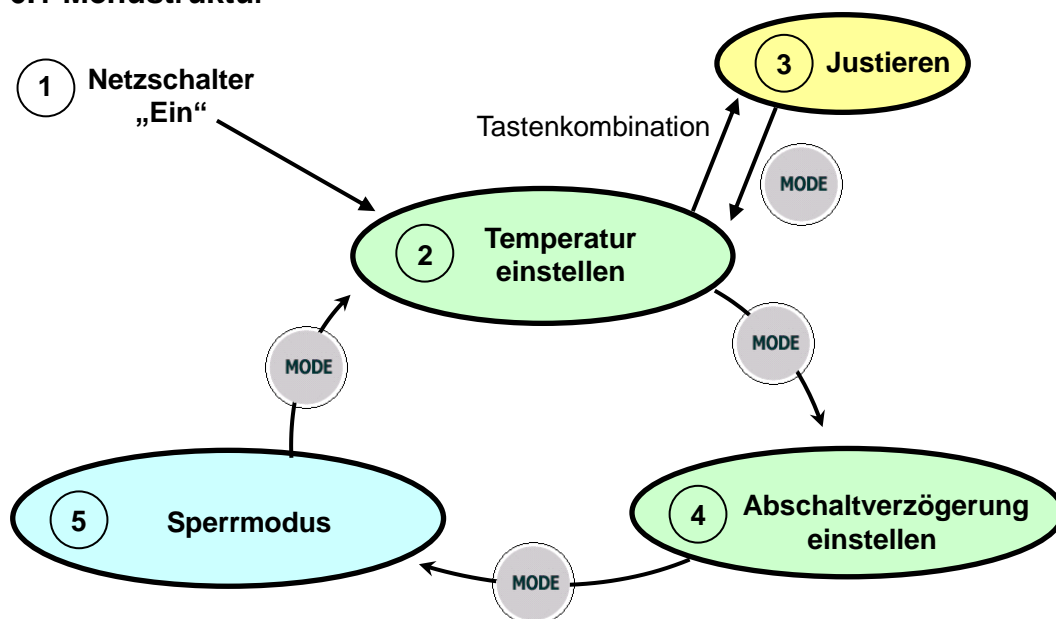 1
Netzschalter
„Ein“
3
Justieren
Tastenkombination
MODE
2
Temperatur
einstellen
MODE
MODE
4
Abschaltverzögerung
einstellen
5
Sperrmodus
MODE